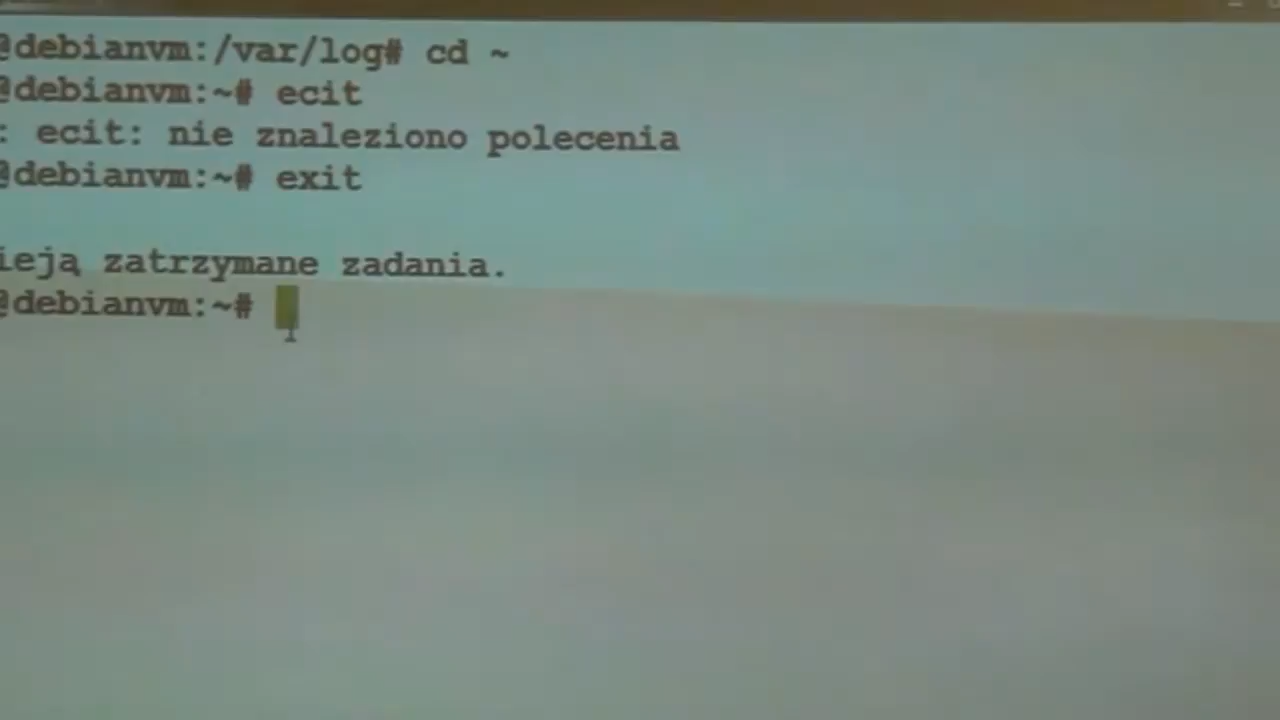 @debianvm:/var/log# cd ~
@debianvm:~# ecit
: ecit: nie znaleziono polecenia
@debianvm:~# exit
ieją zatrzymane zadania.
@debianvm:~#